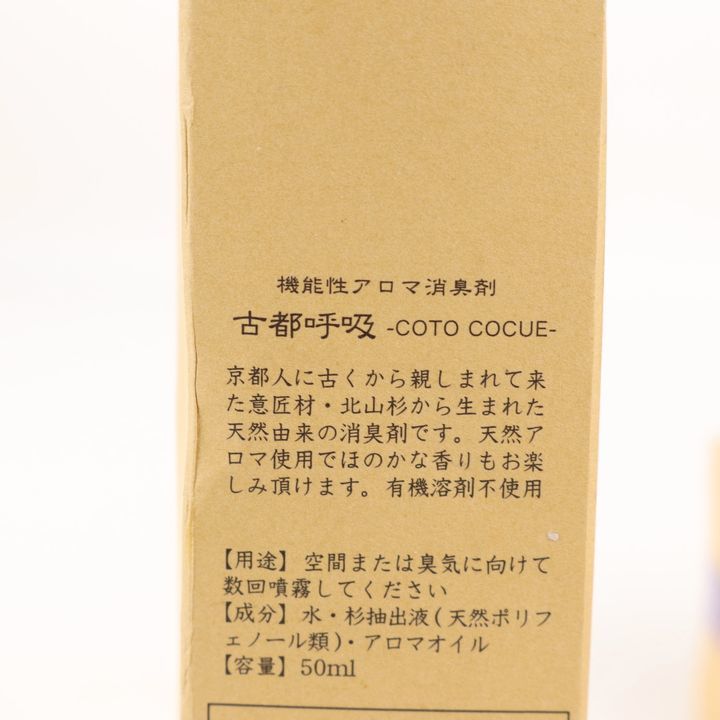 機能性アロマ消臭剤
古都呼吸 -COTO COCUE-
京都人に古くから親しまれて来
た意匠材・北山杉から生まれた
天然由来の消臭剤です。天然ア
ロマ使用でほのかな香りもお楽
しみ頂けます。有機溶剤不使用
【用途】空間または臭気に向けて
数回噴霧してください
【成分】水・杉抽出液(天然ポリフ
ェノール類)・アロマオイル
【容量】50ml